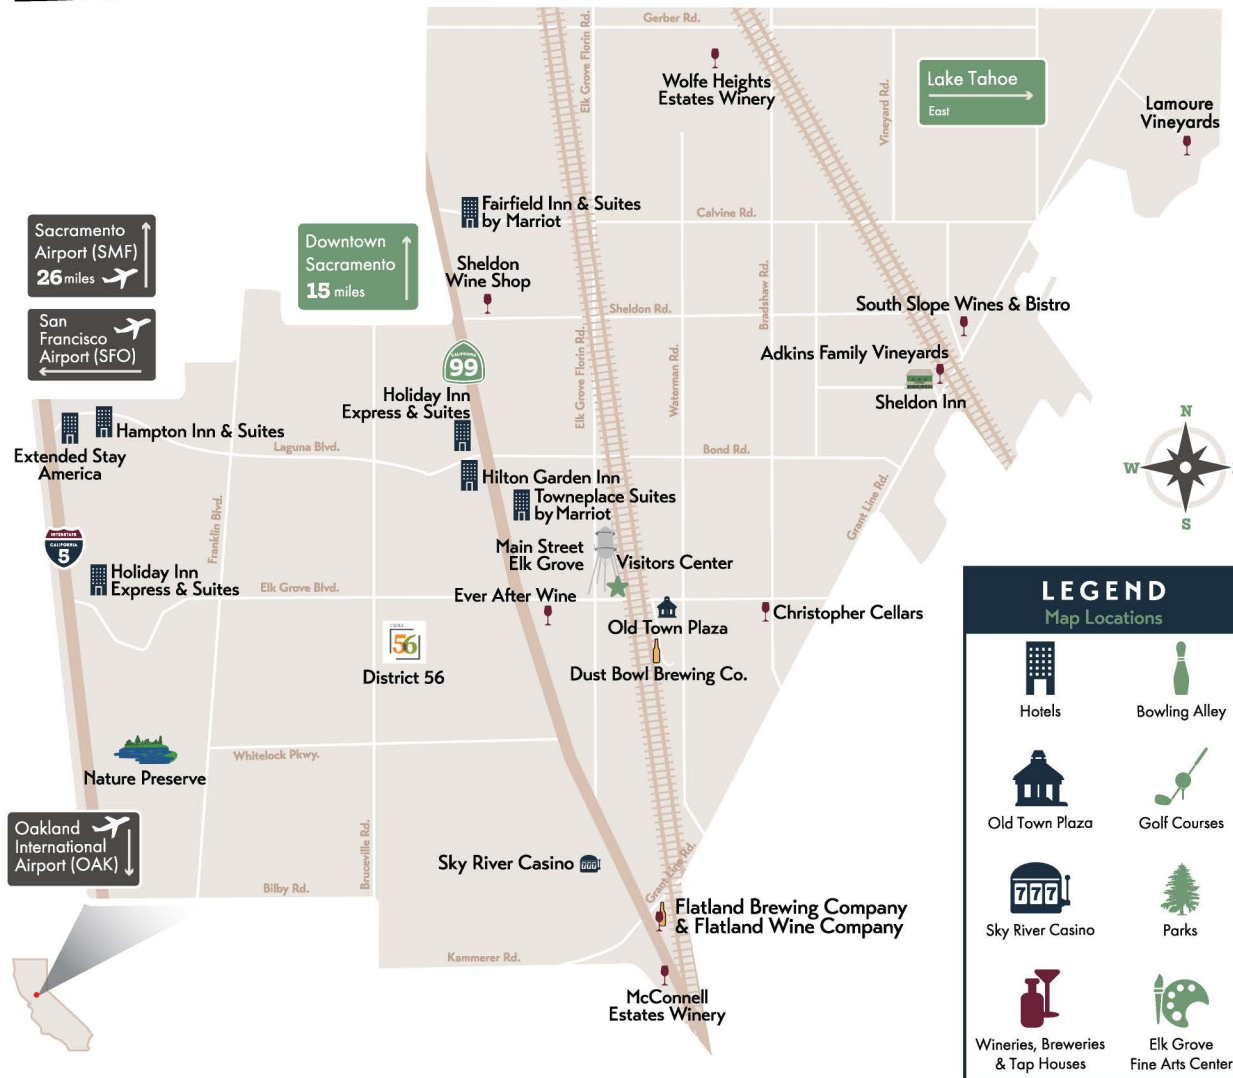 Gerber Rd.
Elk Grove Florin Rd.
Wolfe Heights
Estates Winery
Vineyard Rd.
Lake Tahoe
East
Lamoure
Vineyards
Fairfield Inn & Suites
by Marriot
Calvine Rd.
Sacramento
Airport (SMF)
26 miles
Downtown
Sacramento
15 miles
Sheldon
Wine Shop
Bradshaw Rd.
Sheldon Rd.
South Slope Wines & Bistro
San
Francisco
Airport (SFO)
CALIFORNIA
99
Elk Grove Florin Rd.
Waterman Rd.
Adkins Family Vineyards
Sheldon Inn
Holiday Inn
Express & Suites
Hampton Inn & Suites
Extended Stay
America
Laguna Blvd.
Bond Rd.
N
W
S
Hilton Garden Inn
Towneplace Suites
by Marriot
Grant Line Rd.
Franklin Blvd.
INTERSTATE
CALIFORNIA
5
Main Street
Elk Grove
Visitors Center
Holiday Inn
Express & Suites
Elk Grove Blvd.
Ever After Wine
Old Town Plaza
Christopher Cellars
56
District 56
Dust Bowl Brewing Co.
Whitelock Pkwy.
Nature Preserve
Oakland
International
Airport (OAK)
Bruceville Rd.
Sky River Casino
777
Grant Line Rd.
Bilby Rd.
Flatland Brewing Company
& Flatland Wine Company
Kammerer Rd.
McConnell
Estates Winery
LEGEND
Map Locations
Hotels
Bowling Alley
Old Town Plaza
Golf Courses
777
Sky River Casino
Parks
Wineries, Breweries
& Tap Houses
Elk Grove
Fine Arts Center